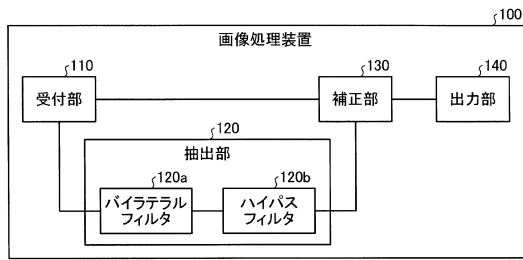 100
画像処理装置
110
受付部
130
補正部
140
出力部
120
抽出部
120a
バイラテラル
フィルタ
120b
ハイパス
フィルタ